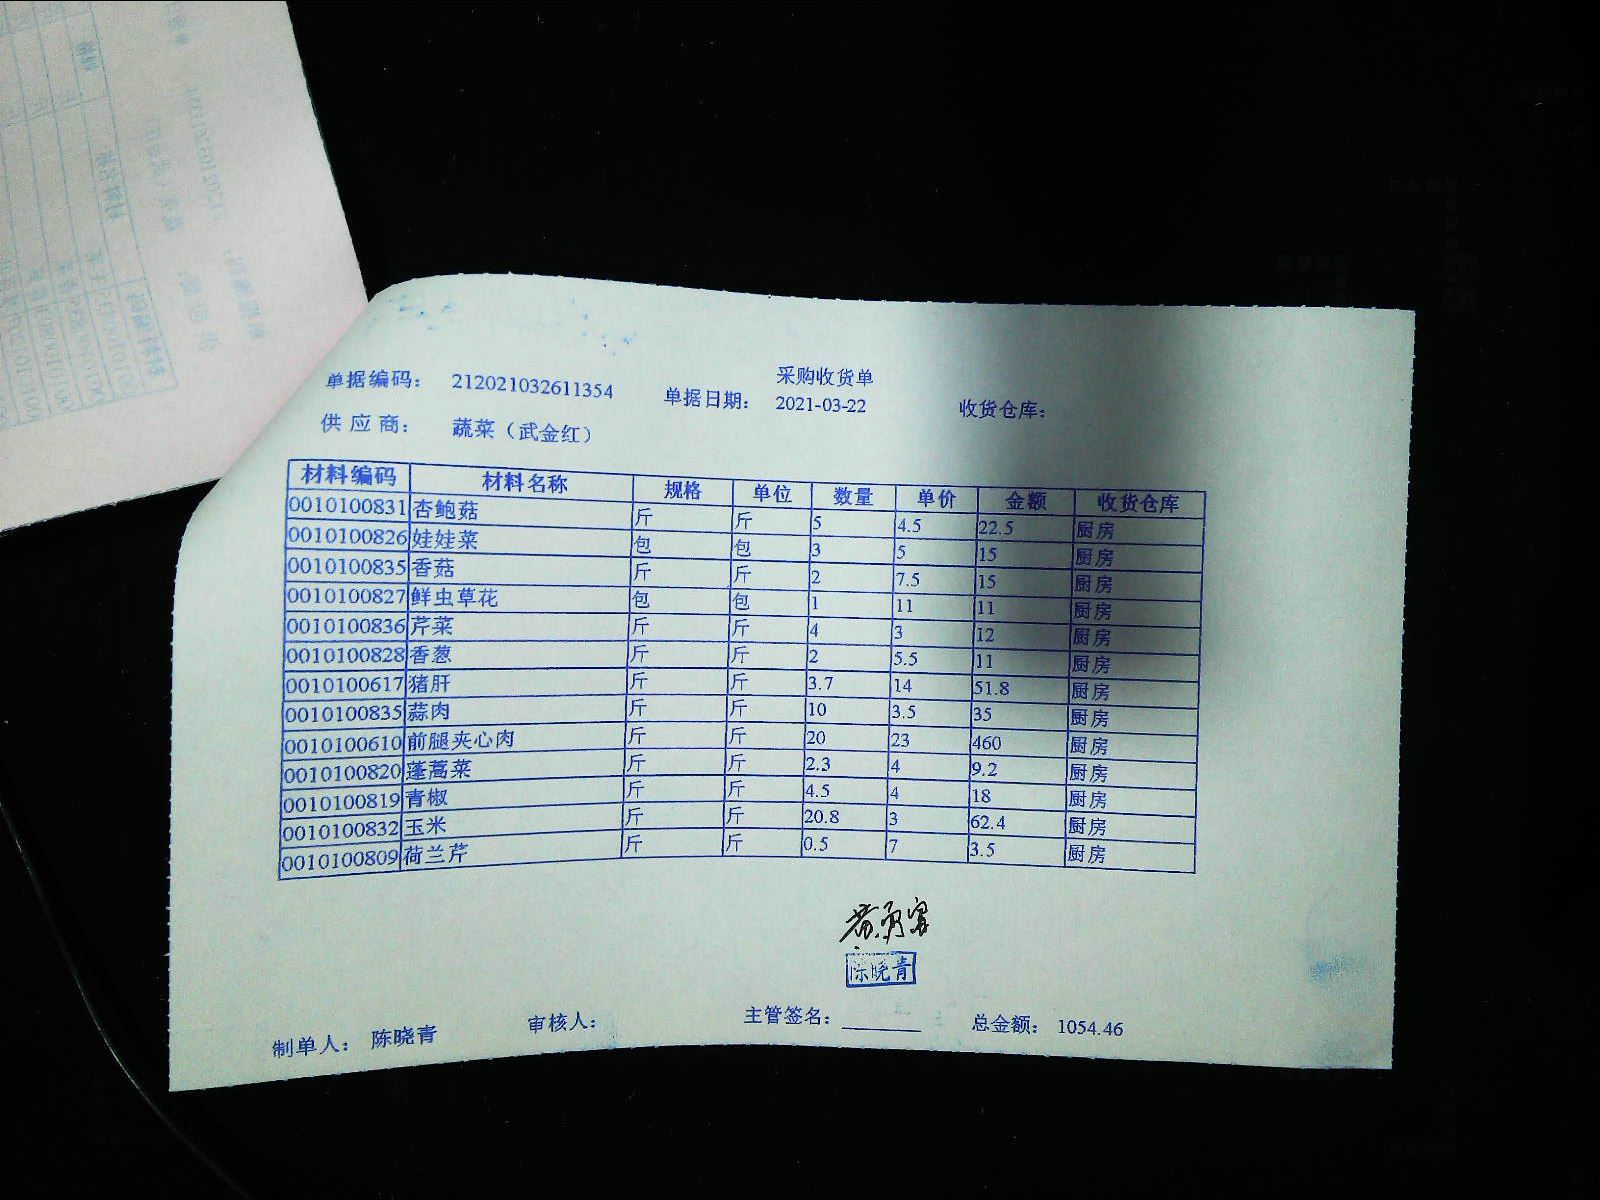 采购收货单
单据编码： 212021032611354 单据日期： 2021-03-22 收货仓库：
供 应 商： 蔬菜（武金红）
材料编码 材料名称 规格 单位 数量 单价 金额 收货仓库
0010100831 杏鲍菇 斤 斤 5 4.5 22.5 厨房
0010100826 娃娃菜 包 包 3 5 15 厨房
0010100835 香菇 斤 斤 2 7.5 15 厨房
0010100827 鲜虫草花 包 包 1 11 11 厨房
0010100836 芹菜 斤 斤 4 3 12 厨房
0010100828 香葱 斤 斤 2 5.5 11 厨房
0010100617 猪肝 斤 斤 3.7 14 51.8 厨房
0010100835 蒜肉 斤 斤 10 3.5 35 厨房
0010100610 前腿夹心肉 斤 斤 20 23 460 厨房
0010100820 蓬蒿菜 斤 斤 2.3 4 9.2 厨房
0010100819 青椒 斤 斤 4.5 4 18 厨房
0010100832 玉米 斤 斤 20.8 3 62.4 厨房
0010100809 荷兰芹 斤 斤 0.5 7 3.5 厨房
陈晓青
制单人： 陈晓青 审核人： 主管签名： 总金额： 1054.46